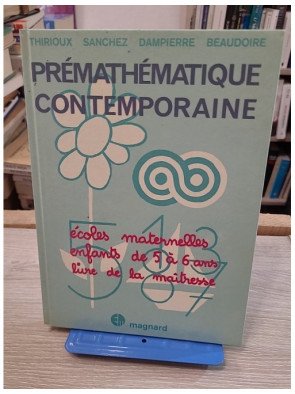 THIRIOUX SANCHEZ DAMPIERRE BEAUDOIRE
PRÉMATHÉMATIQUE
CONTEMPORAINE
écoles maternelles
enfants de 5 à 6 ans
livre de la maîtresse
magnard